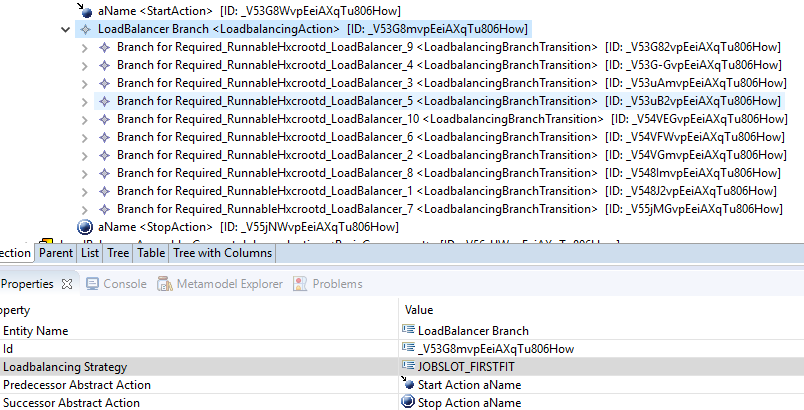 aName <StartAction> [ID: _V53G8WvpEeiAXqTu806How]
LoadBalancer Branch <LoadbalancingAction> [ID: _V53G8mvpEeiAXqTu806How]
Branch for Required_RunnableHxcrootd_LoadBalancer_9 <LoadbalancingBranchTransition> [ID: _V53G82vpEeiAXqTu806How]
Branch for Required_RunnableHxcrootd_LoadBalancer_4 <LoadbalancingBranchTransition> [ID: _V53G-GvpEeiAXqTu806How]
Branch for Required_RunnableHxcrootd_LoadBalancer_3 <LoadbalancingBranchTransition> [ID: _V53uAmvpEeiAXqTu806How]
Branch for Required_RunnableHxcrootd_LoadBalancer_5 <LoadbalancingBranchTransition> [ID: _V53uB2vpEeiAXqTu806How]
Branch for Required_RunnableHxcrootd_LoadBalancer_10 <LoadbalancingBranchTransition> [ID: _V54VEGvpEeiAXqTu806How]
Branch for Required_RunnableHxcrootd_LoadBalancer_6 <LoadbalancingBranchTransition> [ID: _V54VFWvpEeiAXqTu806How]
Branch for Required_RunnableHxcrootd_LoadBalancer_2 <LoadbalancingBranchTransition> [ID: _V54VGmvpEeiAXqTu806How]
Branch for Required_RunnableHxcrootd_LoadBalancer_8 <LoadbalancingBranchTransition> [ID: _V548ImvpEeiAXqTu806How]
Branch for Required_RunnableHxcrootd_LoadBalancer_1 <LoadbalancingBranchTransition> [ID: _V548J2vpEeiAXqTu806How]
Branch for Required_RunnableHxcrootd_LoadBalancer_7 <LoadbalancingBranchTransition> [ID: _V55jMGvpEeiAXqTu806How]
aName <StopAction> [ID: _V55jNWvpEeiAXqTu806How]
ection Parent List Tree Table Tree with Columns
Properties Console Metamodel Explorer Problems
operty Value
Entity Name LoadBalancer Branch
Id _V53G8mvpEeiAXqTu806How
Loadbalancing Strategy JOBSLOT_FIRSTFIT
Predecessor Abstract Action Start Action aName
Successor Abstract Action Stop Action aName